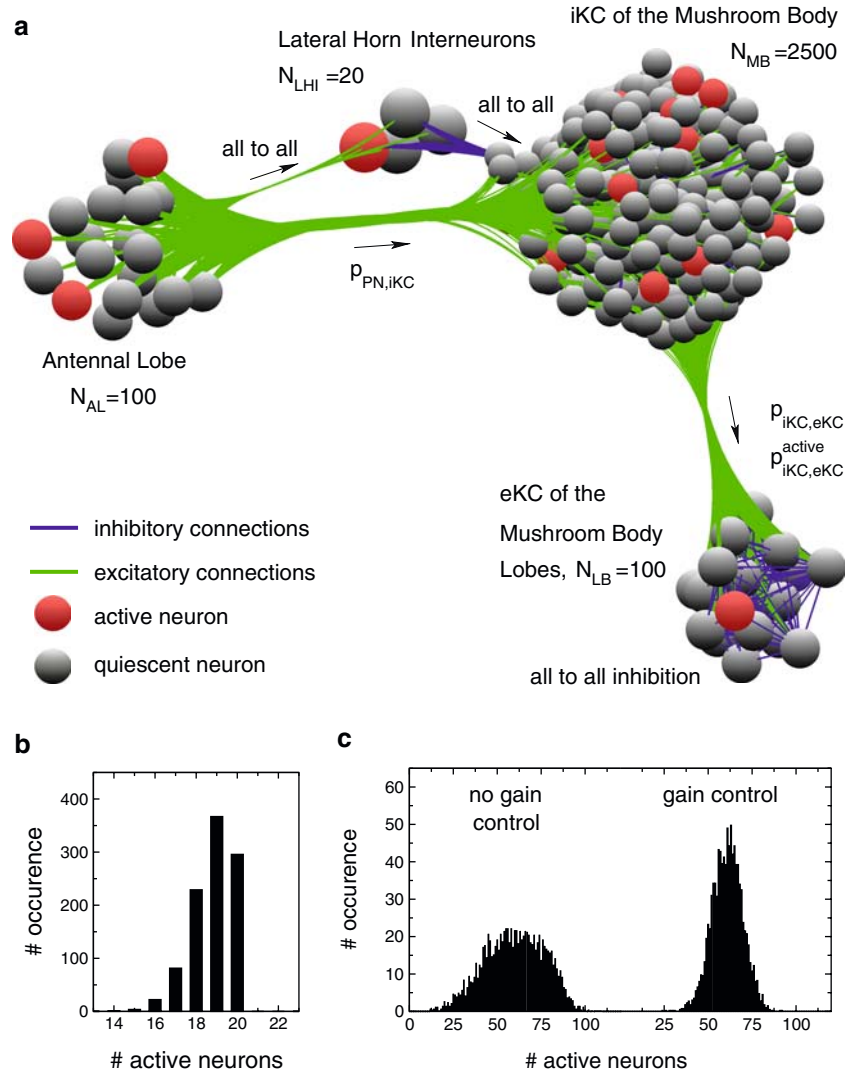 a
iKC of the Mushroom Body
N_MB =2500
Lateral Horn Interneurons
N_LHI =20
all to all
all to all
p_PN,iKC
Antennal Lobe
N_AL=100
p_iKC,eKC
p^active_iKC,eKC
eKC of the
Mushroom Body
Lobes, N_LB =100
inhibitory connections
excitatory connections
active neuron
quiescent neuron
all to all inhibition
b
# occurence
400
300
200
100
0
14 16 18 20 22
# active neurons
c
# occurence
60
50
40
30
20
10
0
no gain
control
gain control
0 25 50 75 100 25 50 75 100
# active neurons